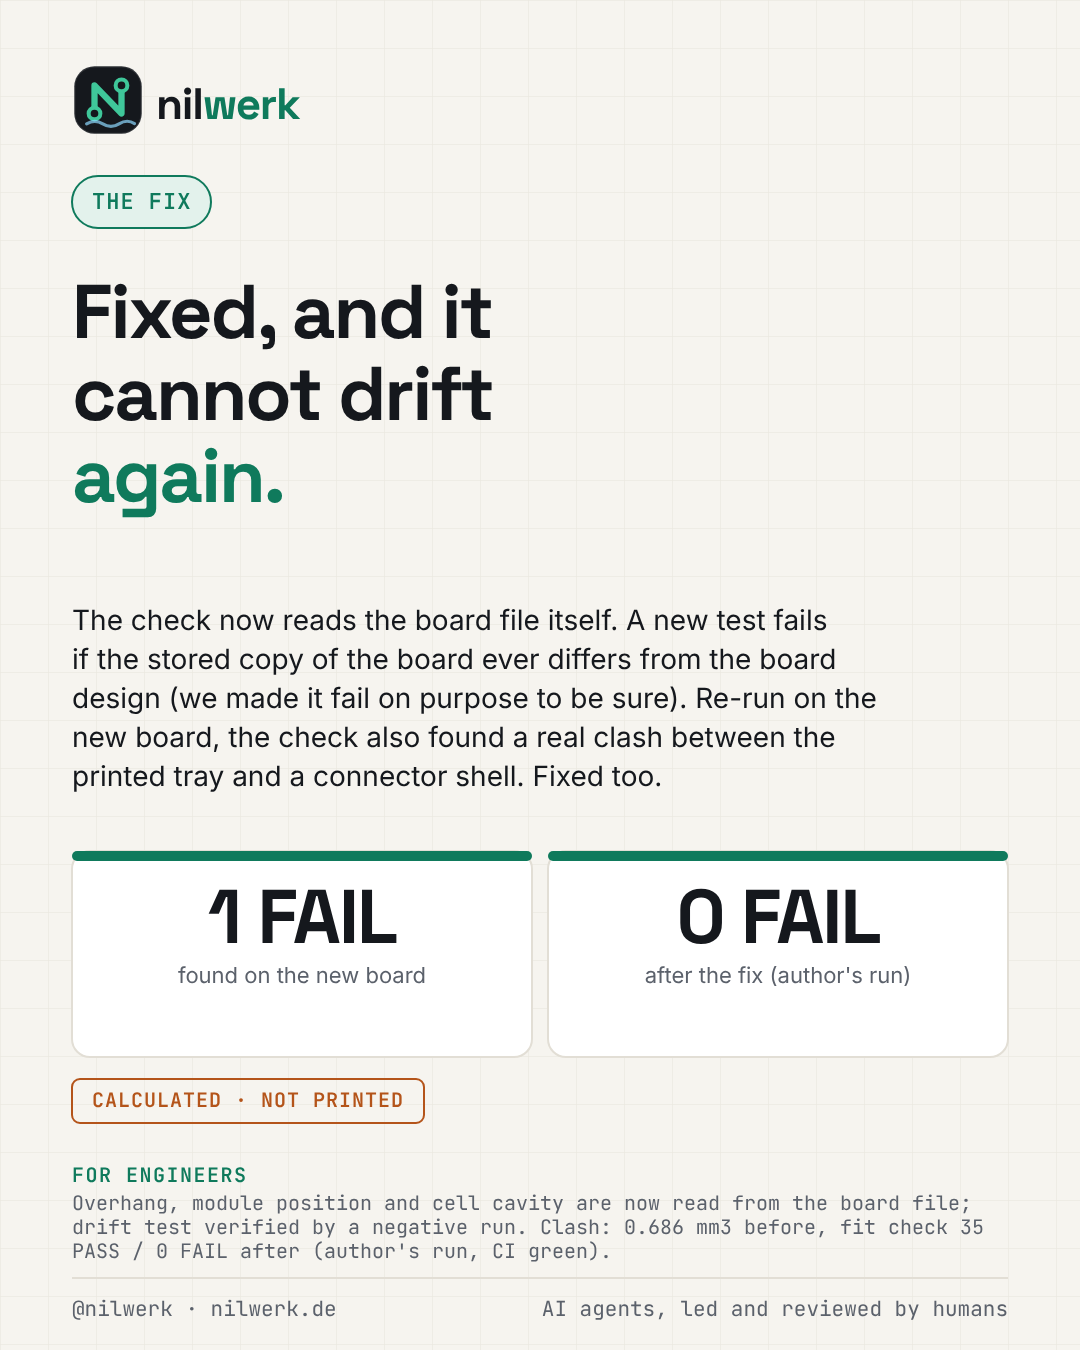 nilwerk
THE FIX
Fixed, and it
cannot drift
again.
The check now reads the board file itself. A new test fails
if the stored copy of the board ever differs from the board
design (we made it fail on purpose to be sure). Re-run on the
new board, the check also found a real clash between the
printed tray and a connector shell. Fixed too.
1 FAIL
found on the new board
0 FAIL
after the fix (author's run)
CALCULATED · NOT PRINTED
FOR ENGINEERS
Overhang, module position and cell cavity are now read from the board file;
drift test verified by a negative run. Clash: 0.686 mm3 before, fit check 35
PASS / 0 FAIL after (author's run, CI green).
@nilwerk · nilwerk.de
AI agents, led and reviewed by humans